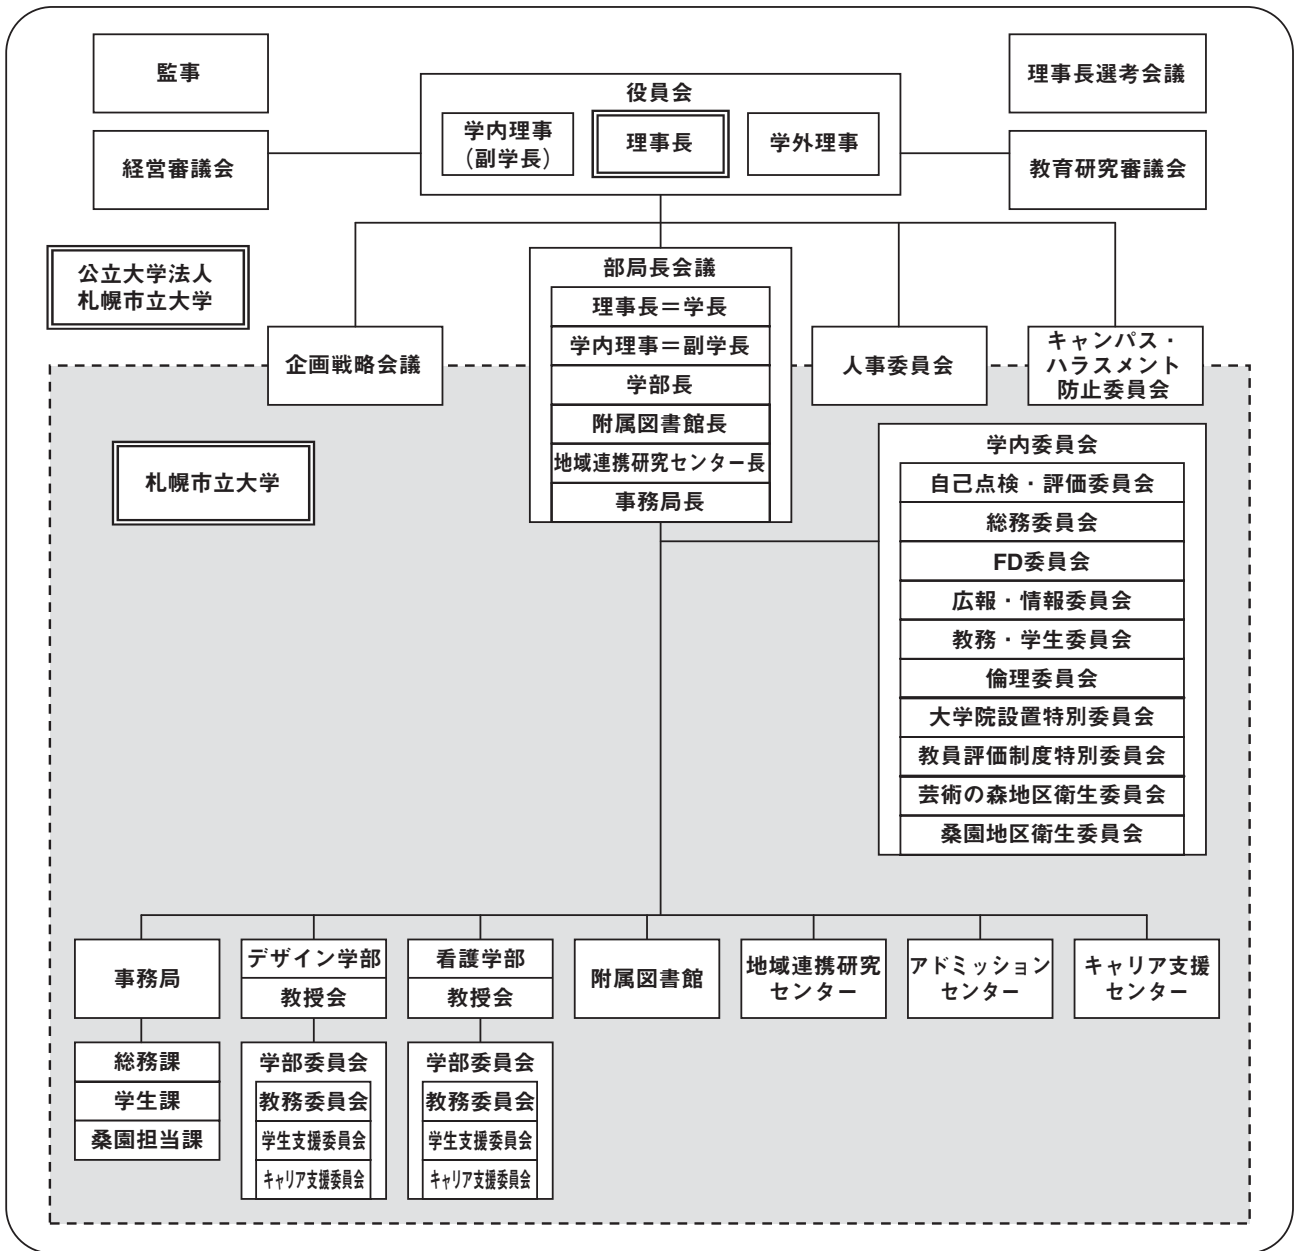 監事
理事長選考会議
役員会
学内理事
(副学長)
理事長
学外理事
経営審議会
教育研究審議会
公立大学法人
札幌市立大学
部局長会議
理事長＝学長
学内理事＝副学長
学部長
附属図書館長
地域連携研究センター長
事務局長
企画戦略会議
人事委員会
キャンパス・
ハラスメント
防止委員会
札幌市立大学
学内委員会
自己点検・評価委員会
総務委員会
FD委員会
広報・情報委員会
教務・学生委員会
倫理委員会
大学院設置特別委員会
教員評価制度特別委員会
芸術の森地区衛生委員会
桑園地区衛生委員会
事務局
総務課
学生課
桑園担当課
デザイン学部
教授会
学部委員会
教務委員会
学生支援委員会
キャリア支援委員会
看護学部
教授会
学部委員会
教務委員会
学生支援委員会
キャリア支援委員会
附属図書館
地域連携研究
センター
アドミッション
センター
キャリア支援
センター